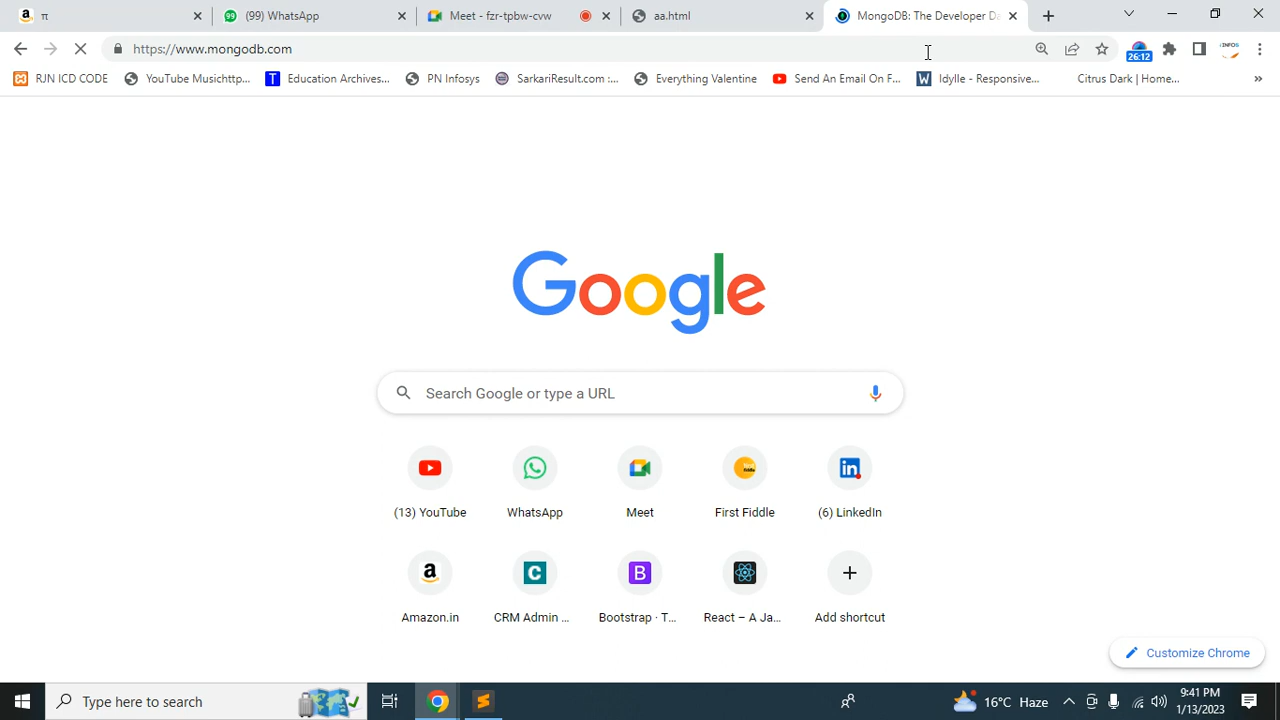 a π
99 (99) WhatsApp
Meet - fzr-tpbw-cvw
aa.html
MongoDB: The Developer Da
https://www.mongodb.com
26:12
INFOS
RJN ICD CODE
YouTube Musichttp...
T Education Archives...
PN Infosys
SarkariResult.com :...
Everything Valentine
Send An Email On F...
W Idylle - Responsive...
Citrus Dark | Home...
»
Google
Search Google or type a URL
(13) YouTube
WhatsApp
Meet
First Fiddle
in
(6) LinkedIn
a
Amazon.in
C
CRM Admin ...
B
Bootstrap · T...
React – A Ja...
Add shortcut
Customize Chrome
Type here to search
16°C Haze
9:41 PM
1/13/2023